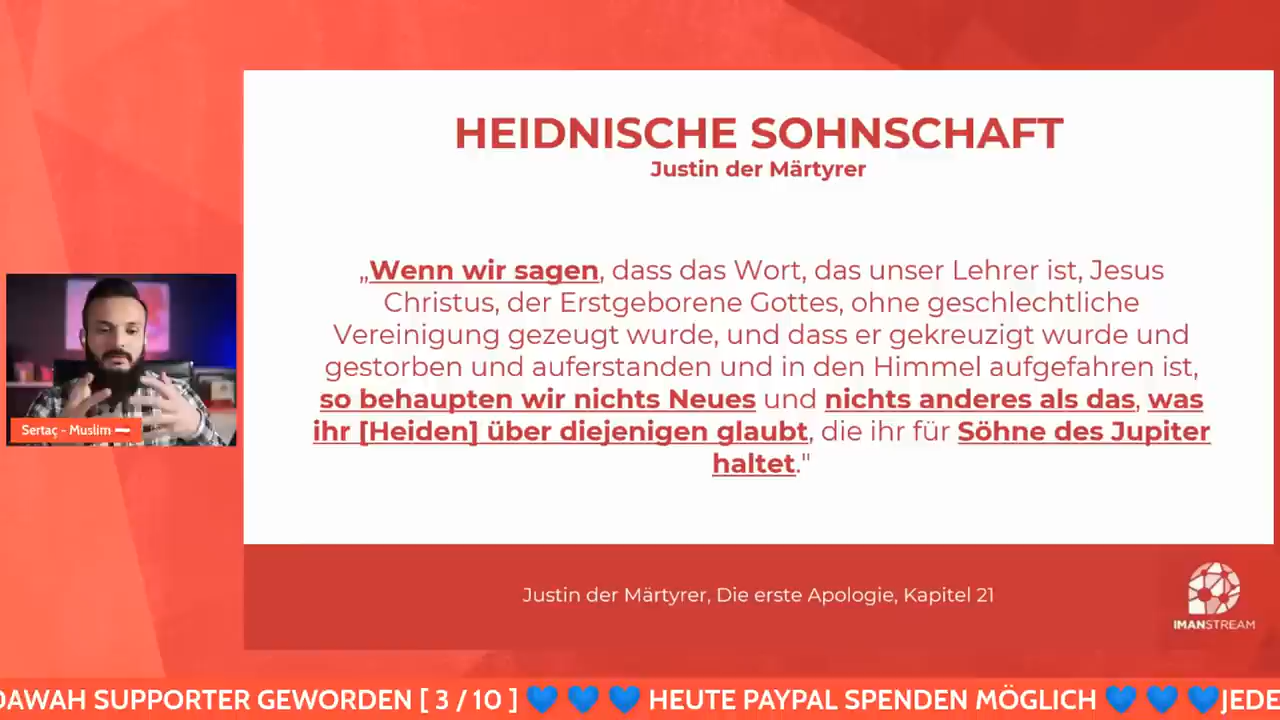 HEIDNISCHE SOHNSCHAFT
Justin der Märtyrer
„Wenn wir sagen, dass das Wort, das unser Lehrer ist, Jesus
Christus, der Erstgeborene Gottes, ohne geschlechtliche
Vereinigung gezeugt wurde, und dass er gekreuzigt wurde und
gestorben und auferstanden und in den Himmel aufgefahren ist,
so behaupten wir nichts Neues und nichts anderes als das, was
ihr [Heiden] über diejenigen glaubt, die ihr für Söhne des Jupiter
haltet."
Sertaç - Muslim
Justin der Märtyrer, Die erste Apologie, Kapitel 21
IMANSTREAM
DAWAH SUPPORTER GEWORDEN [ 3 / 10 ] 💙 💙 💙 HEUTE PAYPAL SPENDEN MÖGLICH 💙 💙 💙JEDE